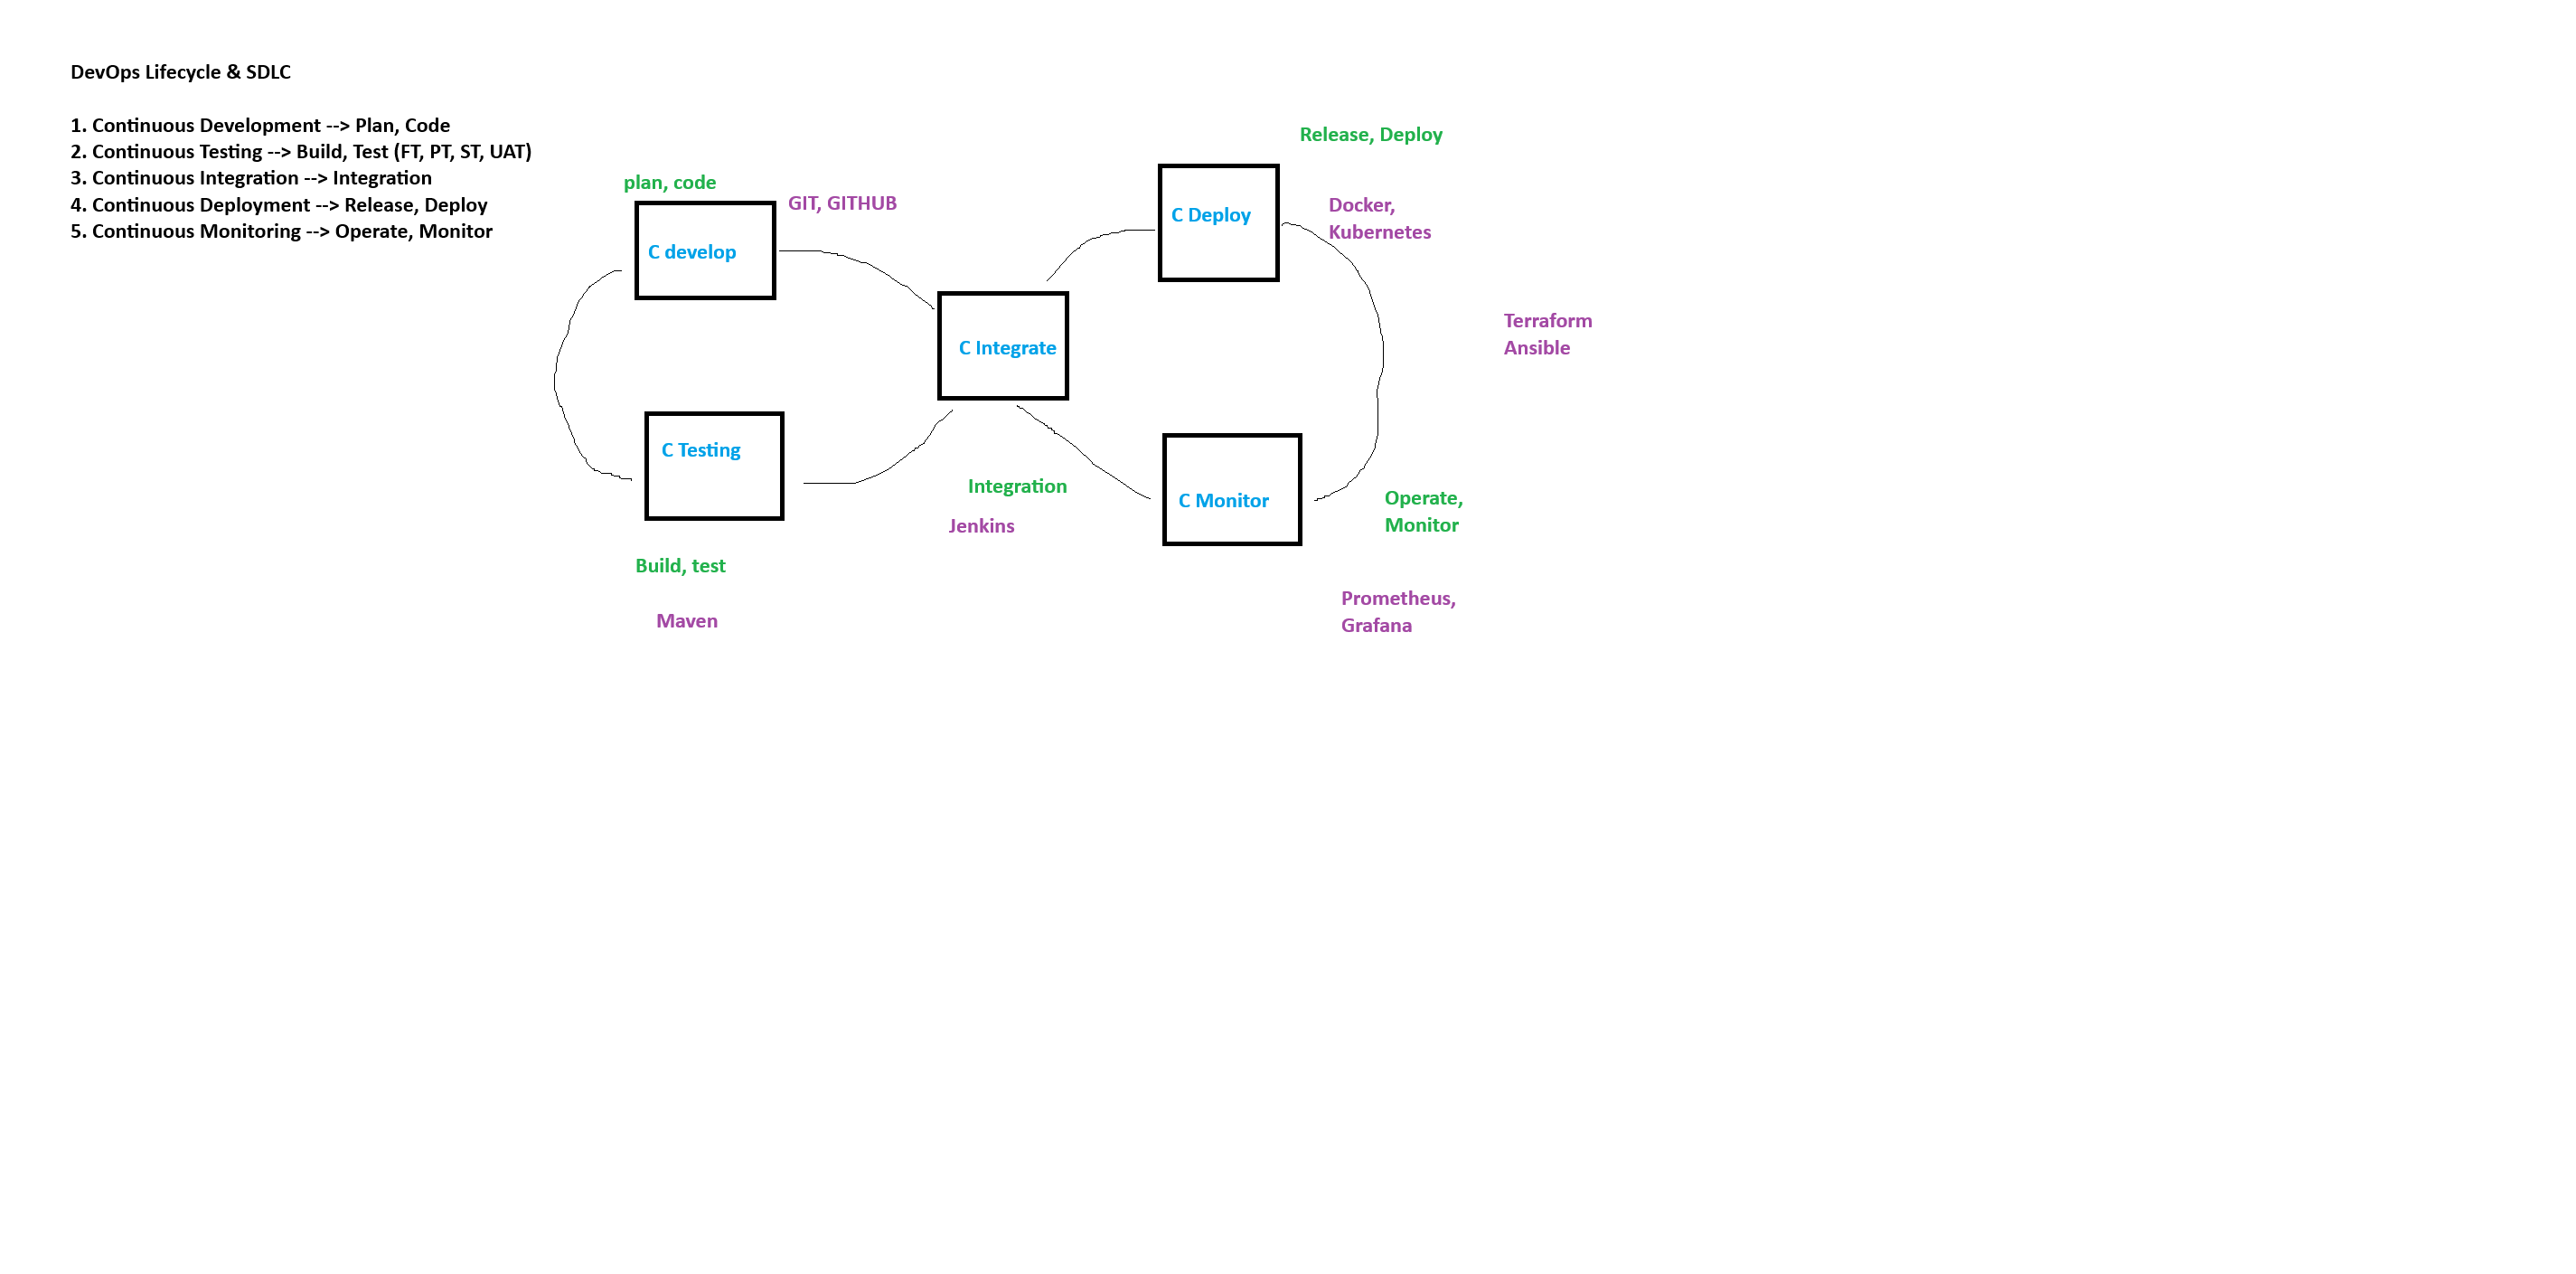 DevOps Lifecycle & SDLC
1. Continuous Development --> Plan, Code
2. Continuous Testing --> Build, Test (FT, PT, ST, UAT)
3. Continuous Integration --> Integration
4. Continuous Deployment --> Release, Deploy
5. Continuous Monitoring --> Operate, Monitor
plan, code
GIT, GITHUB
C develop
C Testing
Build, test
Maven
C Integrate
Integration
Jenkins
Release, Deploy
C Deploy
Docker,
Kubernetes
Terraform
Ansible
C Monitor
Operate,
Monitor
Prometheus,
Grafana